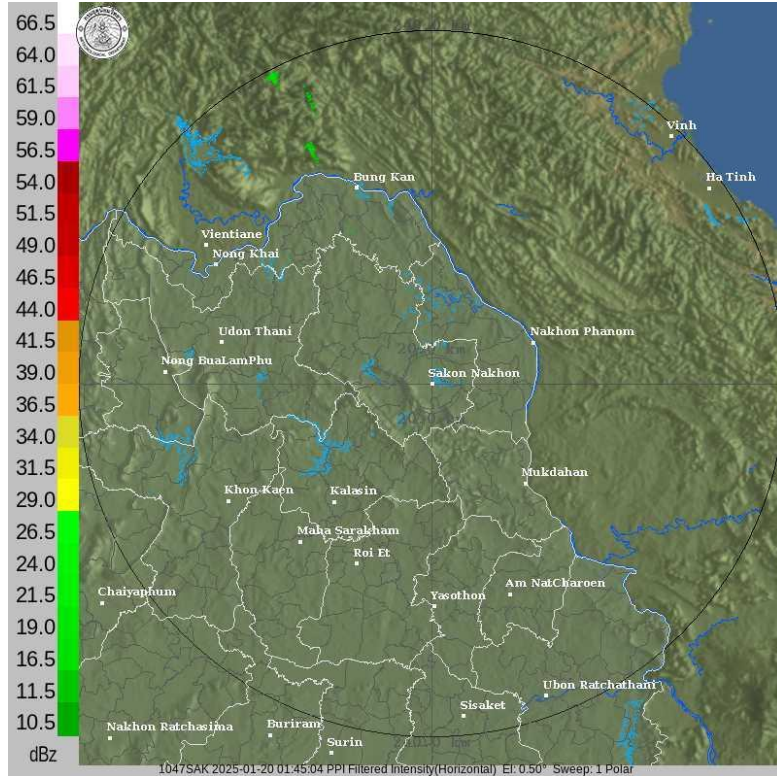 66.5
64.0
61.5
59.0
56.5
54.0
51.5
49.0
46.5
44.0
41.5
39.0
36.5
34.0
31.5
29.0
26.5
24.0
21.5
19.0
16.5
11.5
10.5
dBz
Vinh
Ha Tinh
Bung Kan
Vientiane
Nong Khai
Udon Thani
Nakhon Phanom
Nong BuaLamPhu
Sakon Nakhon
Mukdahan
Khon Kaen
Kalasin
Maha Sarakham
Roi Et
Chaiyaphum
Am NatCharoen
Yasothon
Ubon Ratchathani
Sisaket
Nakhon Ratchasima
Buriram
Surin
1047SAK 2025-01-20 01:45:04 PPI Filtered Intensity(Horizontal) El: 0.50° Sweep: 1 Polar